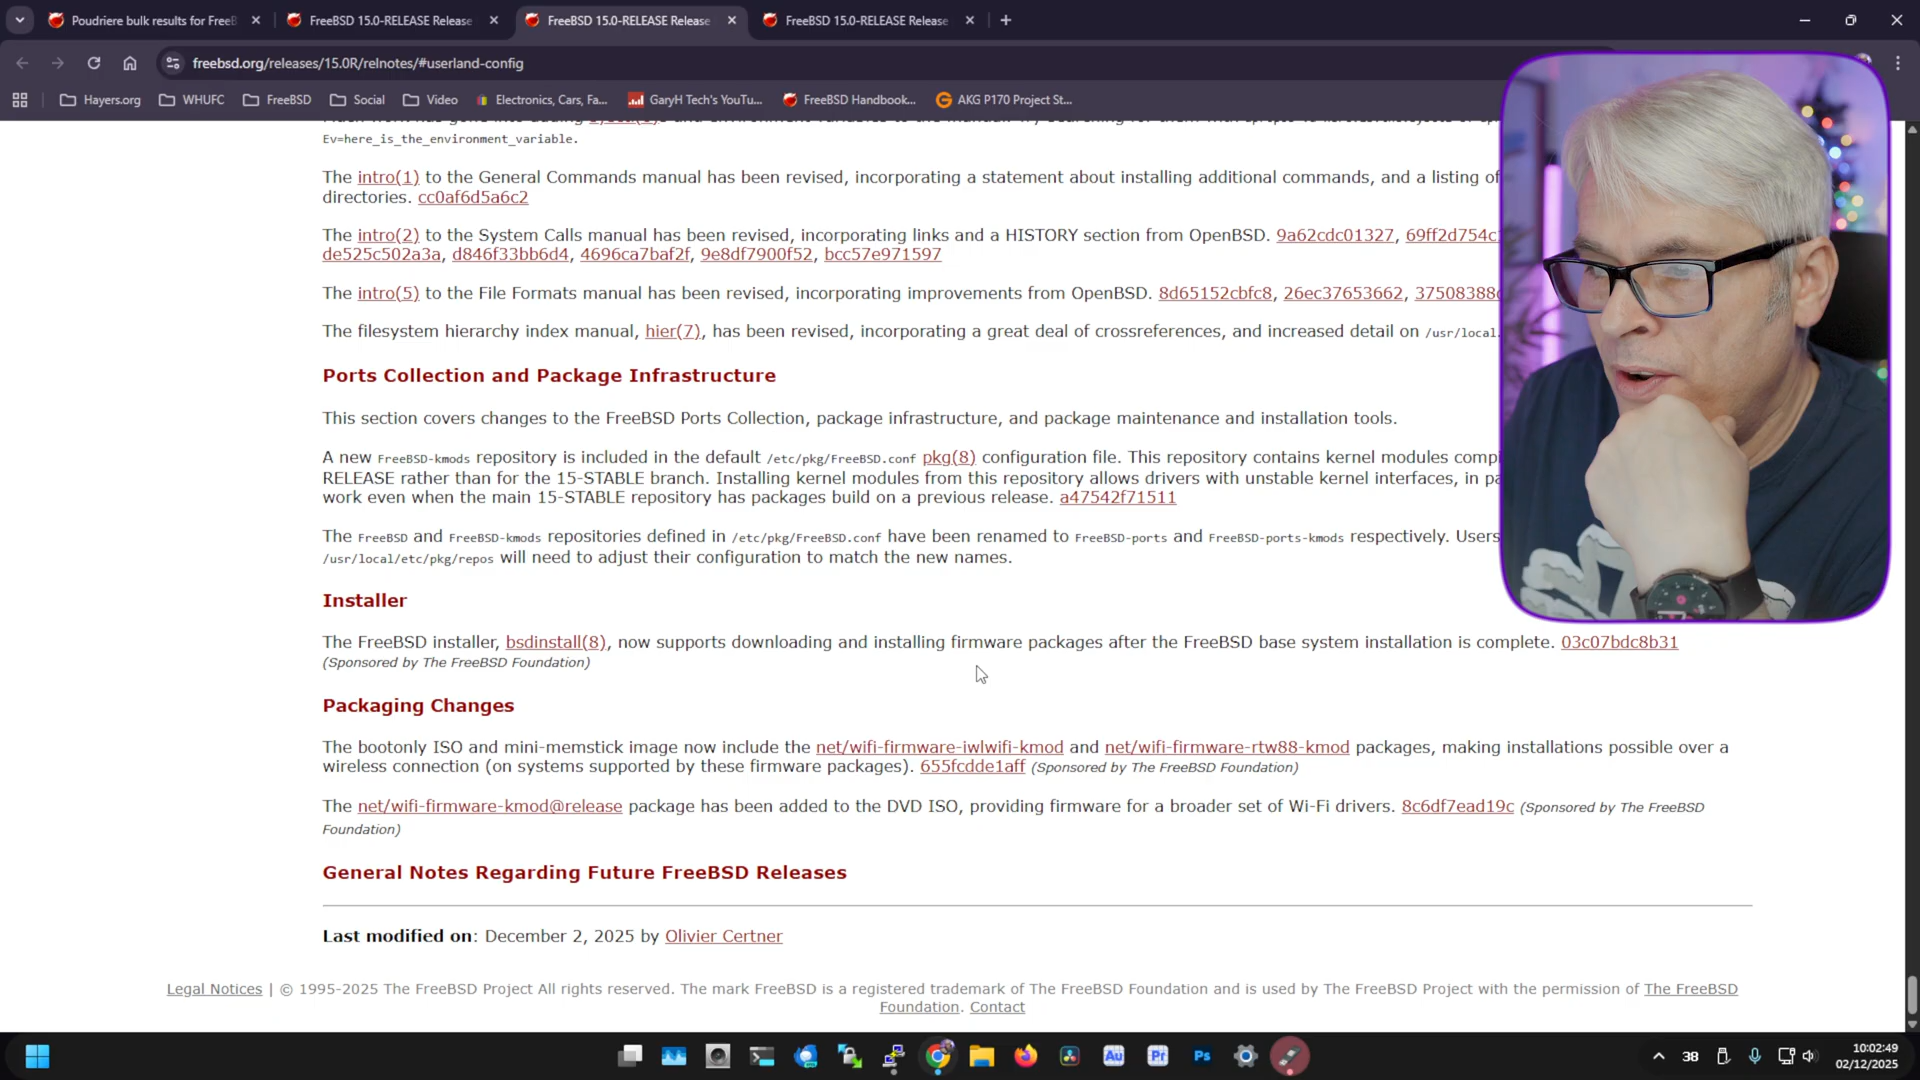 Poudriere bulk results for FreeB
FreeBSD 15.0-RELEASE Release
FreeBSD 15.0-RELEASE Release
FreeBSD 15.0-RELEASE Release
freebsd.org/releases/15.0R/relnotes/#userland-config
Hayers.org
WHUFC
FreeBSD
Social
Video
Electronics, Cars, Fa...
GaryH Tech's YouTu...
FreeBSD Handbook...
AKG P170 Project St...
Ev=here_is_the_environment_variable.
The intro(1) to the General Commands manual has been revised, incorporating a statement about installing additional commands, and a listing of
directories. cc0af6d5a6c2
The intro(2) to the System Calls manual has been revised, incorporating links and a HISTORY section from OpenBSD. 9a62cdc01327, 69ff2d754c
de525c502a3a, d846f33bb6d4, 4696ca7baf2f, 9e8df7900f52, bcc57e971597
The intro(5) to the File Formats manual has been revised, incorporating improvements from OpenBSD. 8d65152cbfc8, 26ec37653662, 37508388
The filesystem hierarchy index manual, hier(7), has been revised, incorporating a great deal of crossreferences, and increased detail on /usr/local.
Ports Collection and Package Infrastructure
This section covers changes to the FreeBSD Ports Collection, package infrastructure, and package maintenance and installation tools.
A new FreeBSD-kmods repository is included in the default /etc/pkg/FreeBSD.conf pkg(8) configuration file. This repository contains kernel modules comp
RELEASE rather than for the 15-STABLE branch. Installing kernel modules from this repository allows drivers with unstable kernel interfaces, in pa
work even when the main 15-STABLE repository has packages build on a previous release. a47542f71511
The FreeBSD and FreeBSD-kmods repositories defined in /etc/pkg/FreeBSD.conf have been renamed to FreeBSD-ports and FreeBSD-ports-kmods respectively. Users
/usr/local/etc/pkg/repos will need to adjust their configuration to match the new names.
Installer
The FreeBSD installer, bsdinstall(8), now supports downloading and installing firmware packages after the FreeBSD base system installation is complete. 03c07bdc8b31
(Sponsored by The FreeBSD Foundation)
Packaging Changes
The bootonly ISO and mini-memstick image now include the net/wifi-firmware-iwlwifi-kmod and net/wifi-firmware-rtw88-kmod packages, making installations possible over a
wireless connection (on systems supported by these firmware packages). 655fcdde1aff (Sponsored by The FreeBSD Foundation)
The net/wifi-firmware-kmod@release package has been added to the DVD ISO, providing firmware for a broader set of Wi-Fi drivers. 8c6df7ead19c (Sponsored by The FreeBSD
Foundation)
General Notes Regarding Future FreeBSD Releases
Last modified on: December 2, 2025 by Olivier Certner
Legal Notices | © 1995-2025 The FreeBSD Project All rights reserved. The mark FreeBSD is a registered trademark of The FreeBSD Foundation and is used by The FreeBSD Project with the permission of The FreeBSD
Foundation. Contact
Au
Pr
Ps
38
10:02:49
02/12/2025